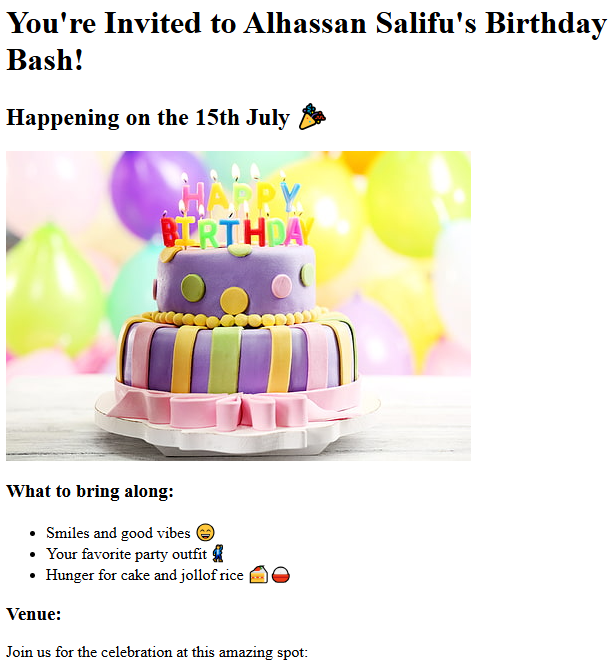 You're Invited to Alhassan Salifu's Birthday
Bash!
Happening on the 15th July 🎉
HAPPY
BIRTHDAY
What to bring along:
Smiles and good vibes 😄
Your favorite party outfit 🕺
Hunger for cake and jollof rice 🍰🍚
Venue:
Join us for the celebration at this amazing spot: